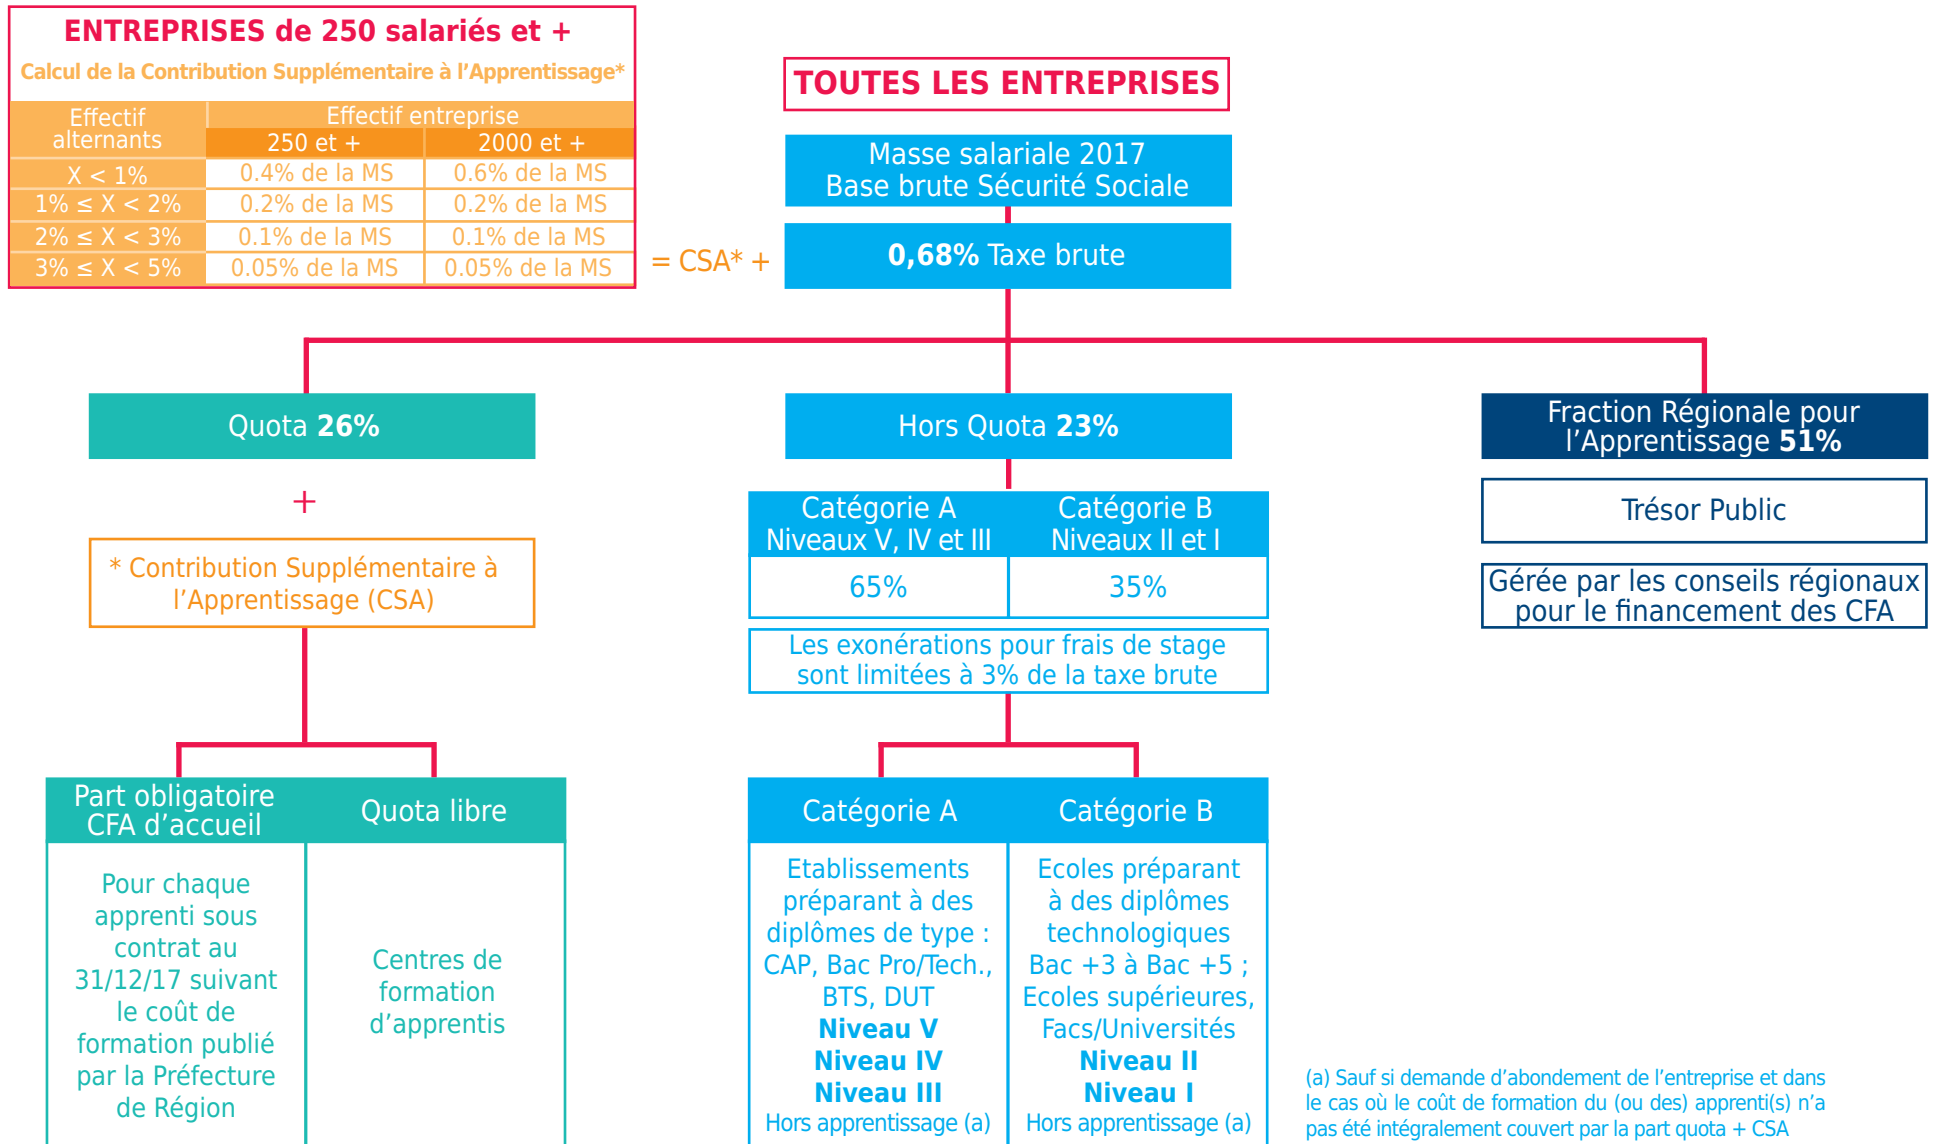 ENTREPRISES de 250 salariés et +
Calcul de la Contribution Supplémentaire à l’Apprentissage*
Effectif
alternants
Effectif entreprise
250 et +
2000 et +
X < 1%
0.4% de la MS
0.6% de la MS
1% ≤ X < 2%
0.2% de la MS
0.2% de la MS
2% ≤ X < 3%
0.1% de la MS
0.1% de la MS
3% ≤ X < 5%
0.05% de la MS
0.05% de la MS
= CSA* +
TOUTES LES ENTREPRISES
Masse salariale 2017
Base brute Sécurité Sociale
0,68% Taxe brute
Quota 26%
+
* Contribution Supplémentaire à
l’Apprentissage (CSA)
Part obligatoire
CFA d’accueil
Pour chaque
apprenti sous
contrat au
31/12/17 suivant
le coût de
formation publié
par la Préfecture
de Région
Quota libre
Centres de
formation
d’apprentis
Hors Quota 23%
Catégorie A
Niveaux V, IV et III
65%
Catégorie B
Niveaux II et I
35%
Les exonérations pour frais de stage
sont limitées à 3% de la taxe brute
Catégorie A
Etablissements
préparant à des
diplômes de type :
CAP, Bac Pro/Tech.,
BTS, DUT
Niveau V
Niveau IV
Niveau III
Hors apprentissage (a)
Catégorie B
Ecoles préparant
à des diplômes
technologiques
Bac +3 à Bac +5 ;
Ecoles supérieures,
Facs/Universités
Niveau II
Niveau I
Hors apprentissage (a)
Fraction Régionale pour
l’Apprentissage 51%
Trésor Public
Gérée par les conseils régionaux
pour le financement des CFA
(a) Sauf si demande d’abondement de l’entreprise et dans
le cas où le coût de formation du (ou des) apprenti(s) n’a
pas été intégralement couvert par la part quota + CSA